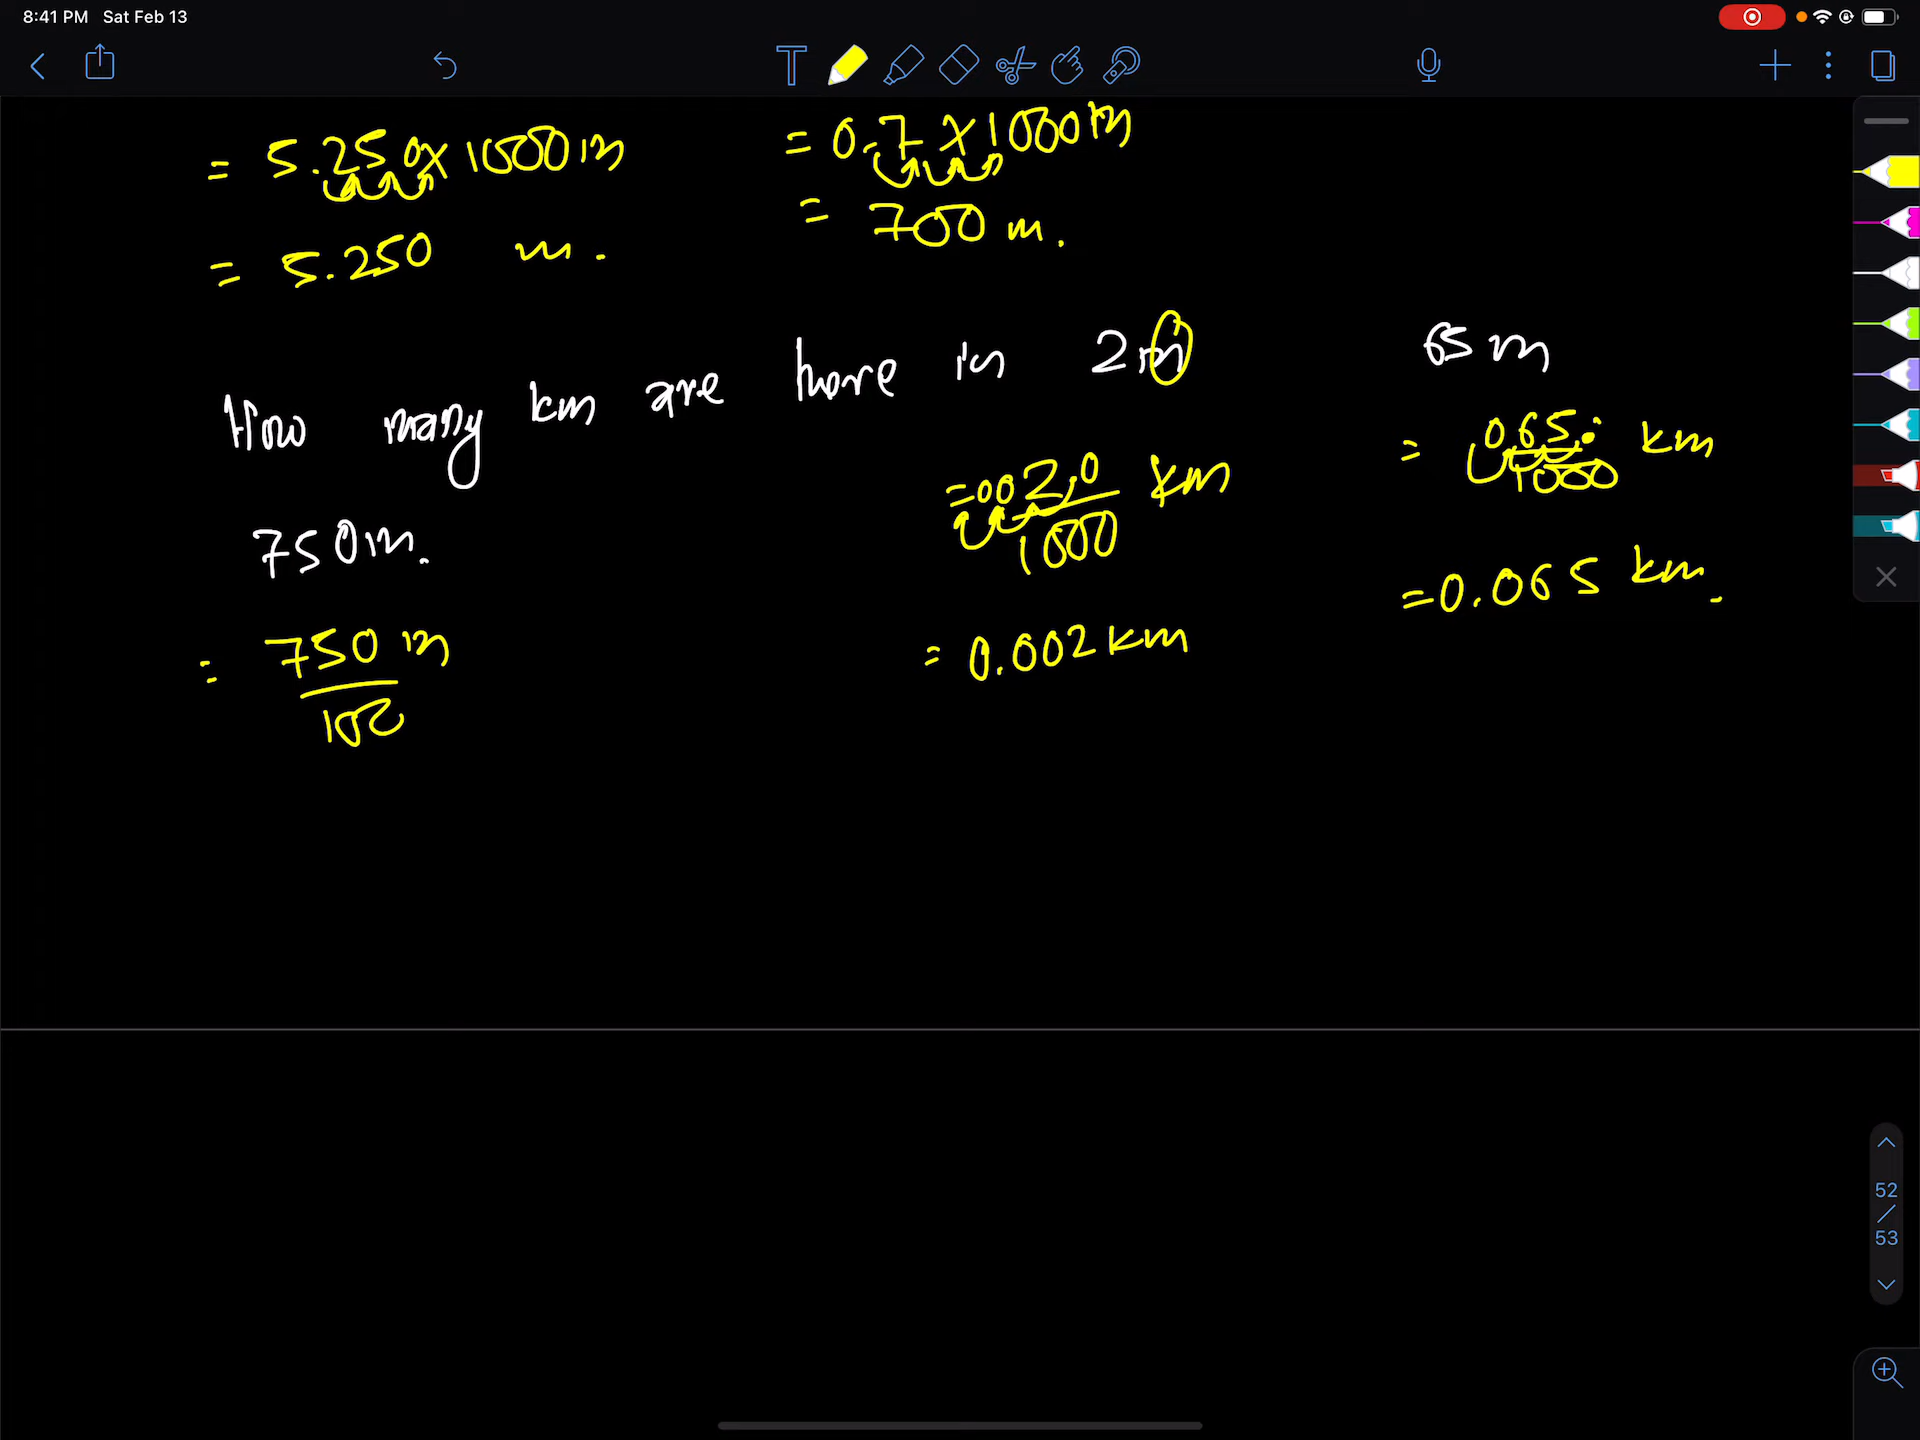 8:41 PM Sat Feb 13
= 5.250 x 1000 m
= 5.250 m.
= 0.7 x 1000 m
= 700 m.
How many km are there in 2 m
= 002.0 km
1000
= 0.002 km
65 m
= 065. km
1000
= 0.065 km.
750 m.
= 750 m
100
52
/
53